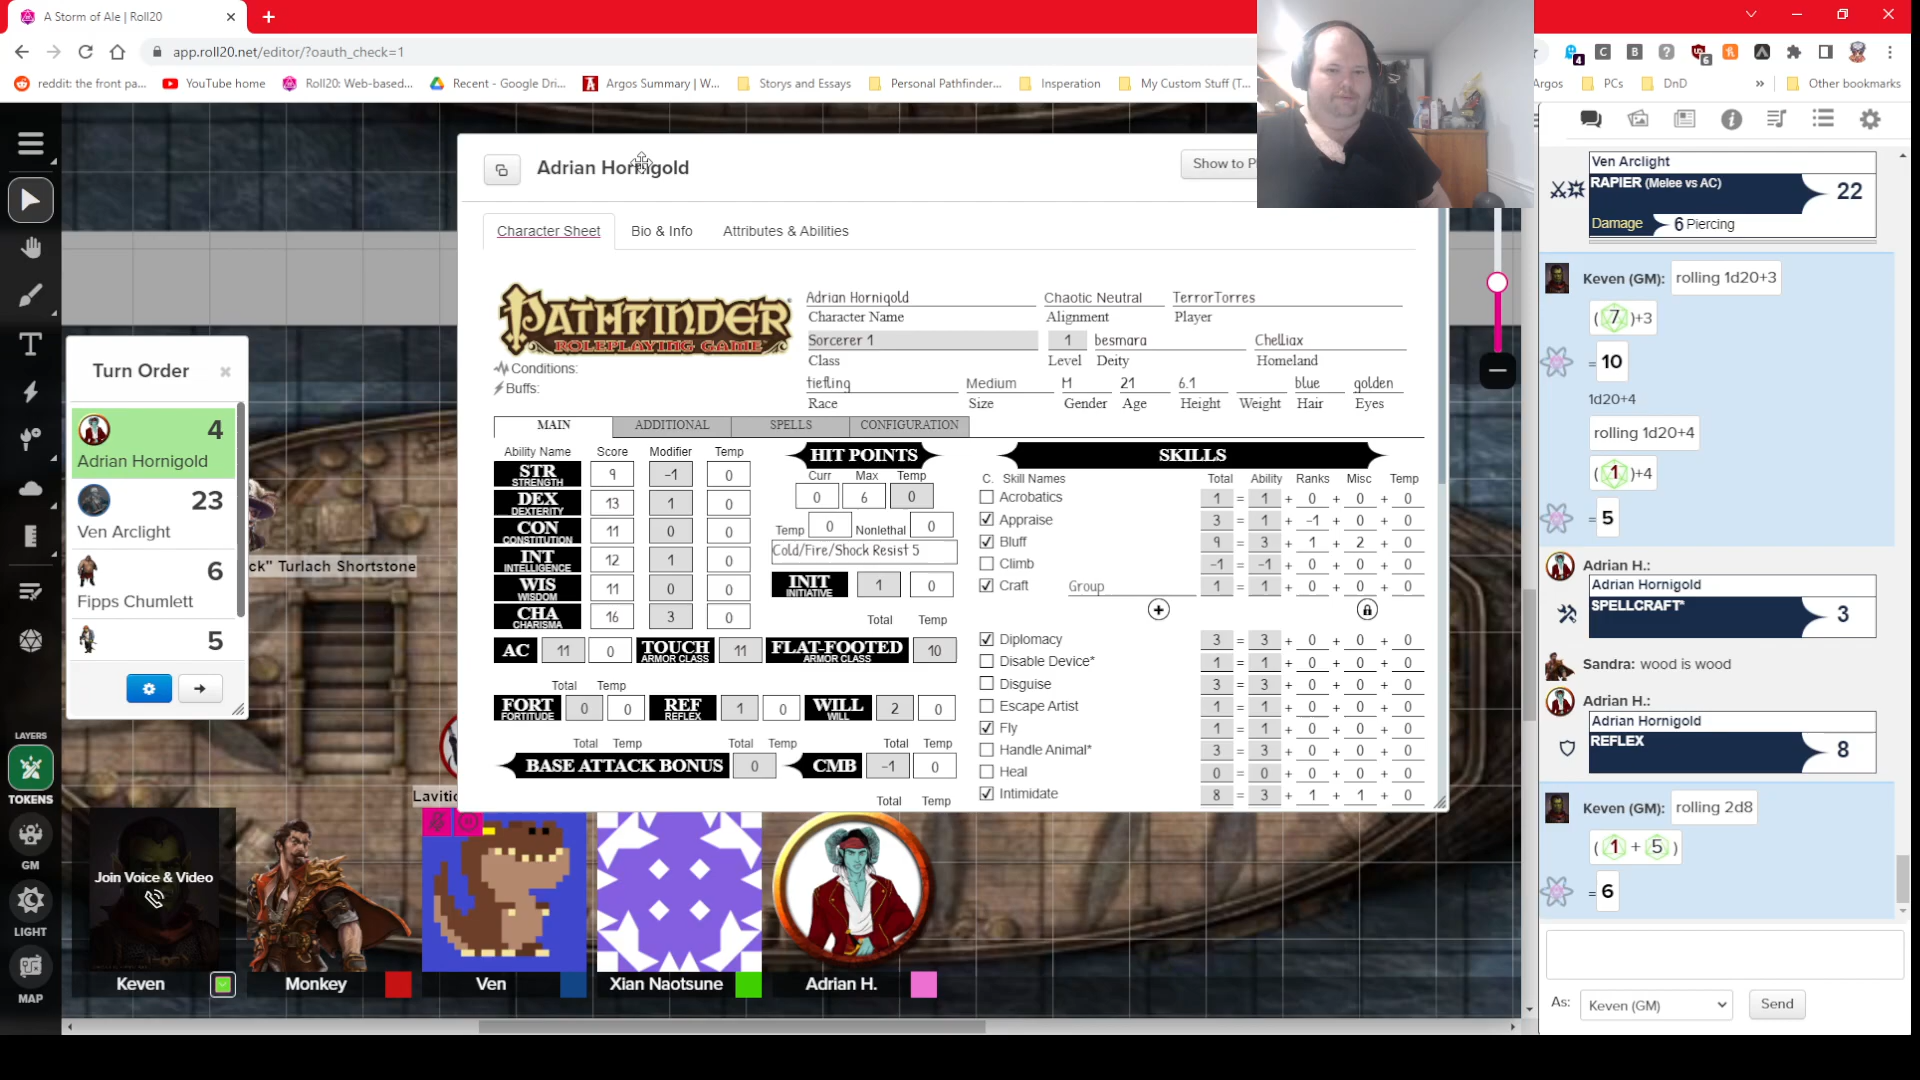 A Storm of Ale | Roll20
app.roll20.net/editor/?oauth_check=1
reddit: the front pa...
YouTube home
Roll20: Web-based...
Recent - Google Dri...
Argos Summary | W...
Storys and Essays
Personal Pathfinder...
Insperation
My Custom Stuff (T...
Argos
PCs
DnD
»
Other bookmarks
Adrian Hornigold
Show to P
Character Sheet
Bio & Info
Attributes & Abilities
PATHFINDER
ROLEPLAYING GAME
Conditions:
Buffs:
Adrian Hornigold Chaotic Neutral TerrorTorres
Character Name Alignment Player
Sorcerer 1 1 besmara Chelliax
Class Level Deity Homeland
tiefling Medium M 21 6.1 blue golden
Race Size Gender Age Height Weight Hair Eyes
MAIN ADDITIONAL SPELLS CONFIGURATION
Ability Name Score Modifier Temp
STR STRENGTH 9 -1 0
DEX DEXTERITY 13 1 0
CON CONSTITUTION 11 0 0
INT INTELLIGENCE 12 1 0
WIS WISDOM 11 0 0
CHA CHARISMA 16 3 0
HIT POINTS
Curr Max Temp
0 6 0
Temp 0 Nonlethal 0
Cold/Fire/Shock Resist 5
INIT INITIATIVE 1 0
Total Temp
AC 11 0 TOUCH ARMOR CLASS 11 FLAT-FOOTED ARMOR CLASS 10
Total Temp
FORT FORTITUDE 0 0 REF REFLEX 1 0 WILL WILL 2 0
Total Temp Total Temp Total Temp
BASE ATTACK BONUS 0 CMB -1 0
Total Temp
SKILLS
C. Skill Names Total Ability Ranks Misc Temp
Acrobatics 1 = 1 + 0 + 0 + 0
Appraise 3 = 1 + -1 + 0 + 0
Bluff 9 = 3 + 1 + 2 + 0
Climb -1 = -1 + 0 + 0 + 0
Craft Group 1 = 1 + 0 + 0 + 0
Diplomacy 3 = 3 + 0 + 0 + 0
Disable Device* 1 = 1 + 0 + 0 + 0
Disguise 3 = 3 + 0 + 0 + 0
Escape Artist 1 = 1 + 0 + 0 + 0
Fly 1 = 1 + 0 + 0 + 0
Handle Animal* 3 = 3 + 0 + 0 + 0
Heal 0 = 0 + 0 + 0 + 0
Intimidate 8 = 3 + 1 + 1 + 0
Turn Order
4
Adrian Hornigold
23
Ven Arclight
6
Fipps Chumlett
5
ck" Turlach Shortstone
Lavitic
LAYERS
TOKENS
GM
LIGHT
MAP
Join Voice & Video
Keven
Monkey
Ven
Xian Naotsune
Adrian H.
Ven Arclight
RAPIER (Melee vs AC) 22
Damage 6 Piercing
Keven (GM): rolling 1d20+3
(7)+3
= 10
1d20+4
rolling 1d20+4
(1)+4
= 5
Adrian H.:
Adrian Hornigold
SPELLCRAFT* 3
Sandra: wood is wood
Adrian H.:
Adrian Hornigold
REFLEX 8
Keven (GM): rolling 2d8
(1 + 5)
= 6
As: Keven (GM) Send